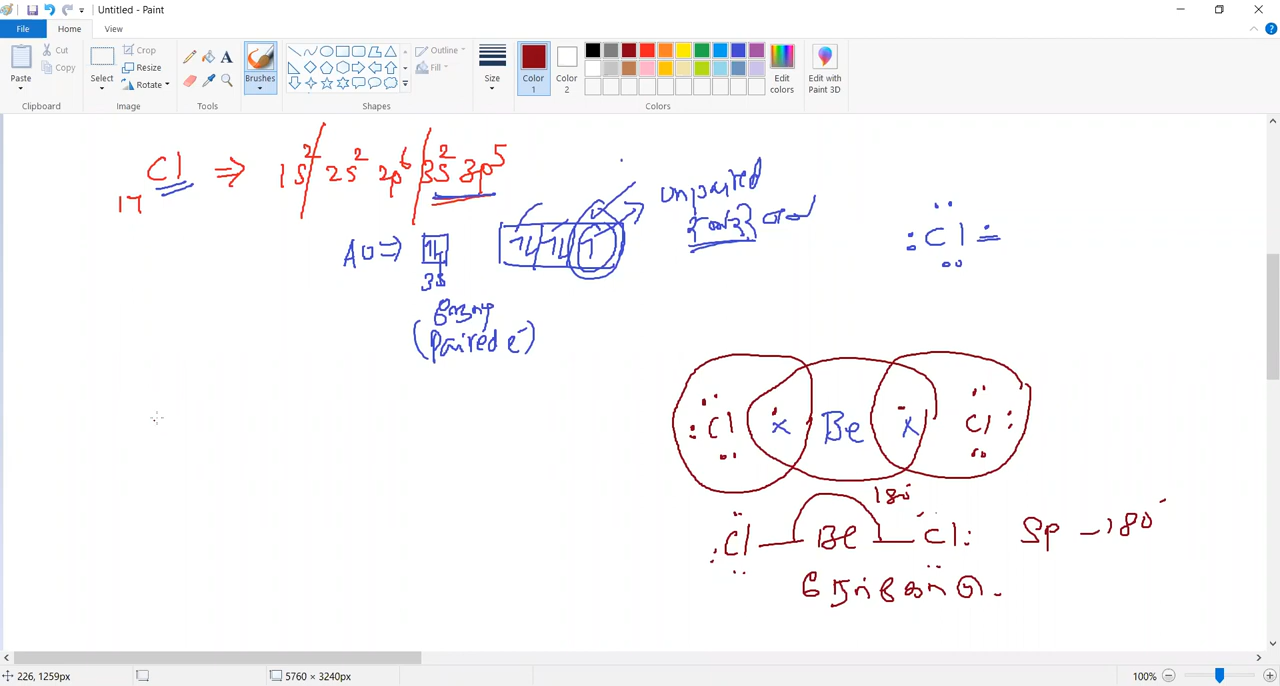 Untitled - Paint
File Home View
Paste
Cut
Copy
Clipboard
Select
Crop
Resize
Rotate
Image
Tools
Brushes
Shapes
Outline
Fill
Size
Color 1
Color 2
Edit colors
Colors
Edit with Paint 3D
17 Cl ⇒ 1s² 2s² 2p⁶ 3s² 3p⁵
unpaired
AO ⇒
3s
(paired e⁻)
Cl
Cl × Be × Cl
180°
Cl — Be — Cl: Sp – 180°
226, 1259px
5760 × 3240px
100%